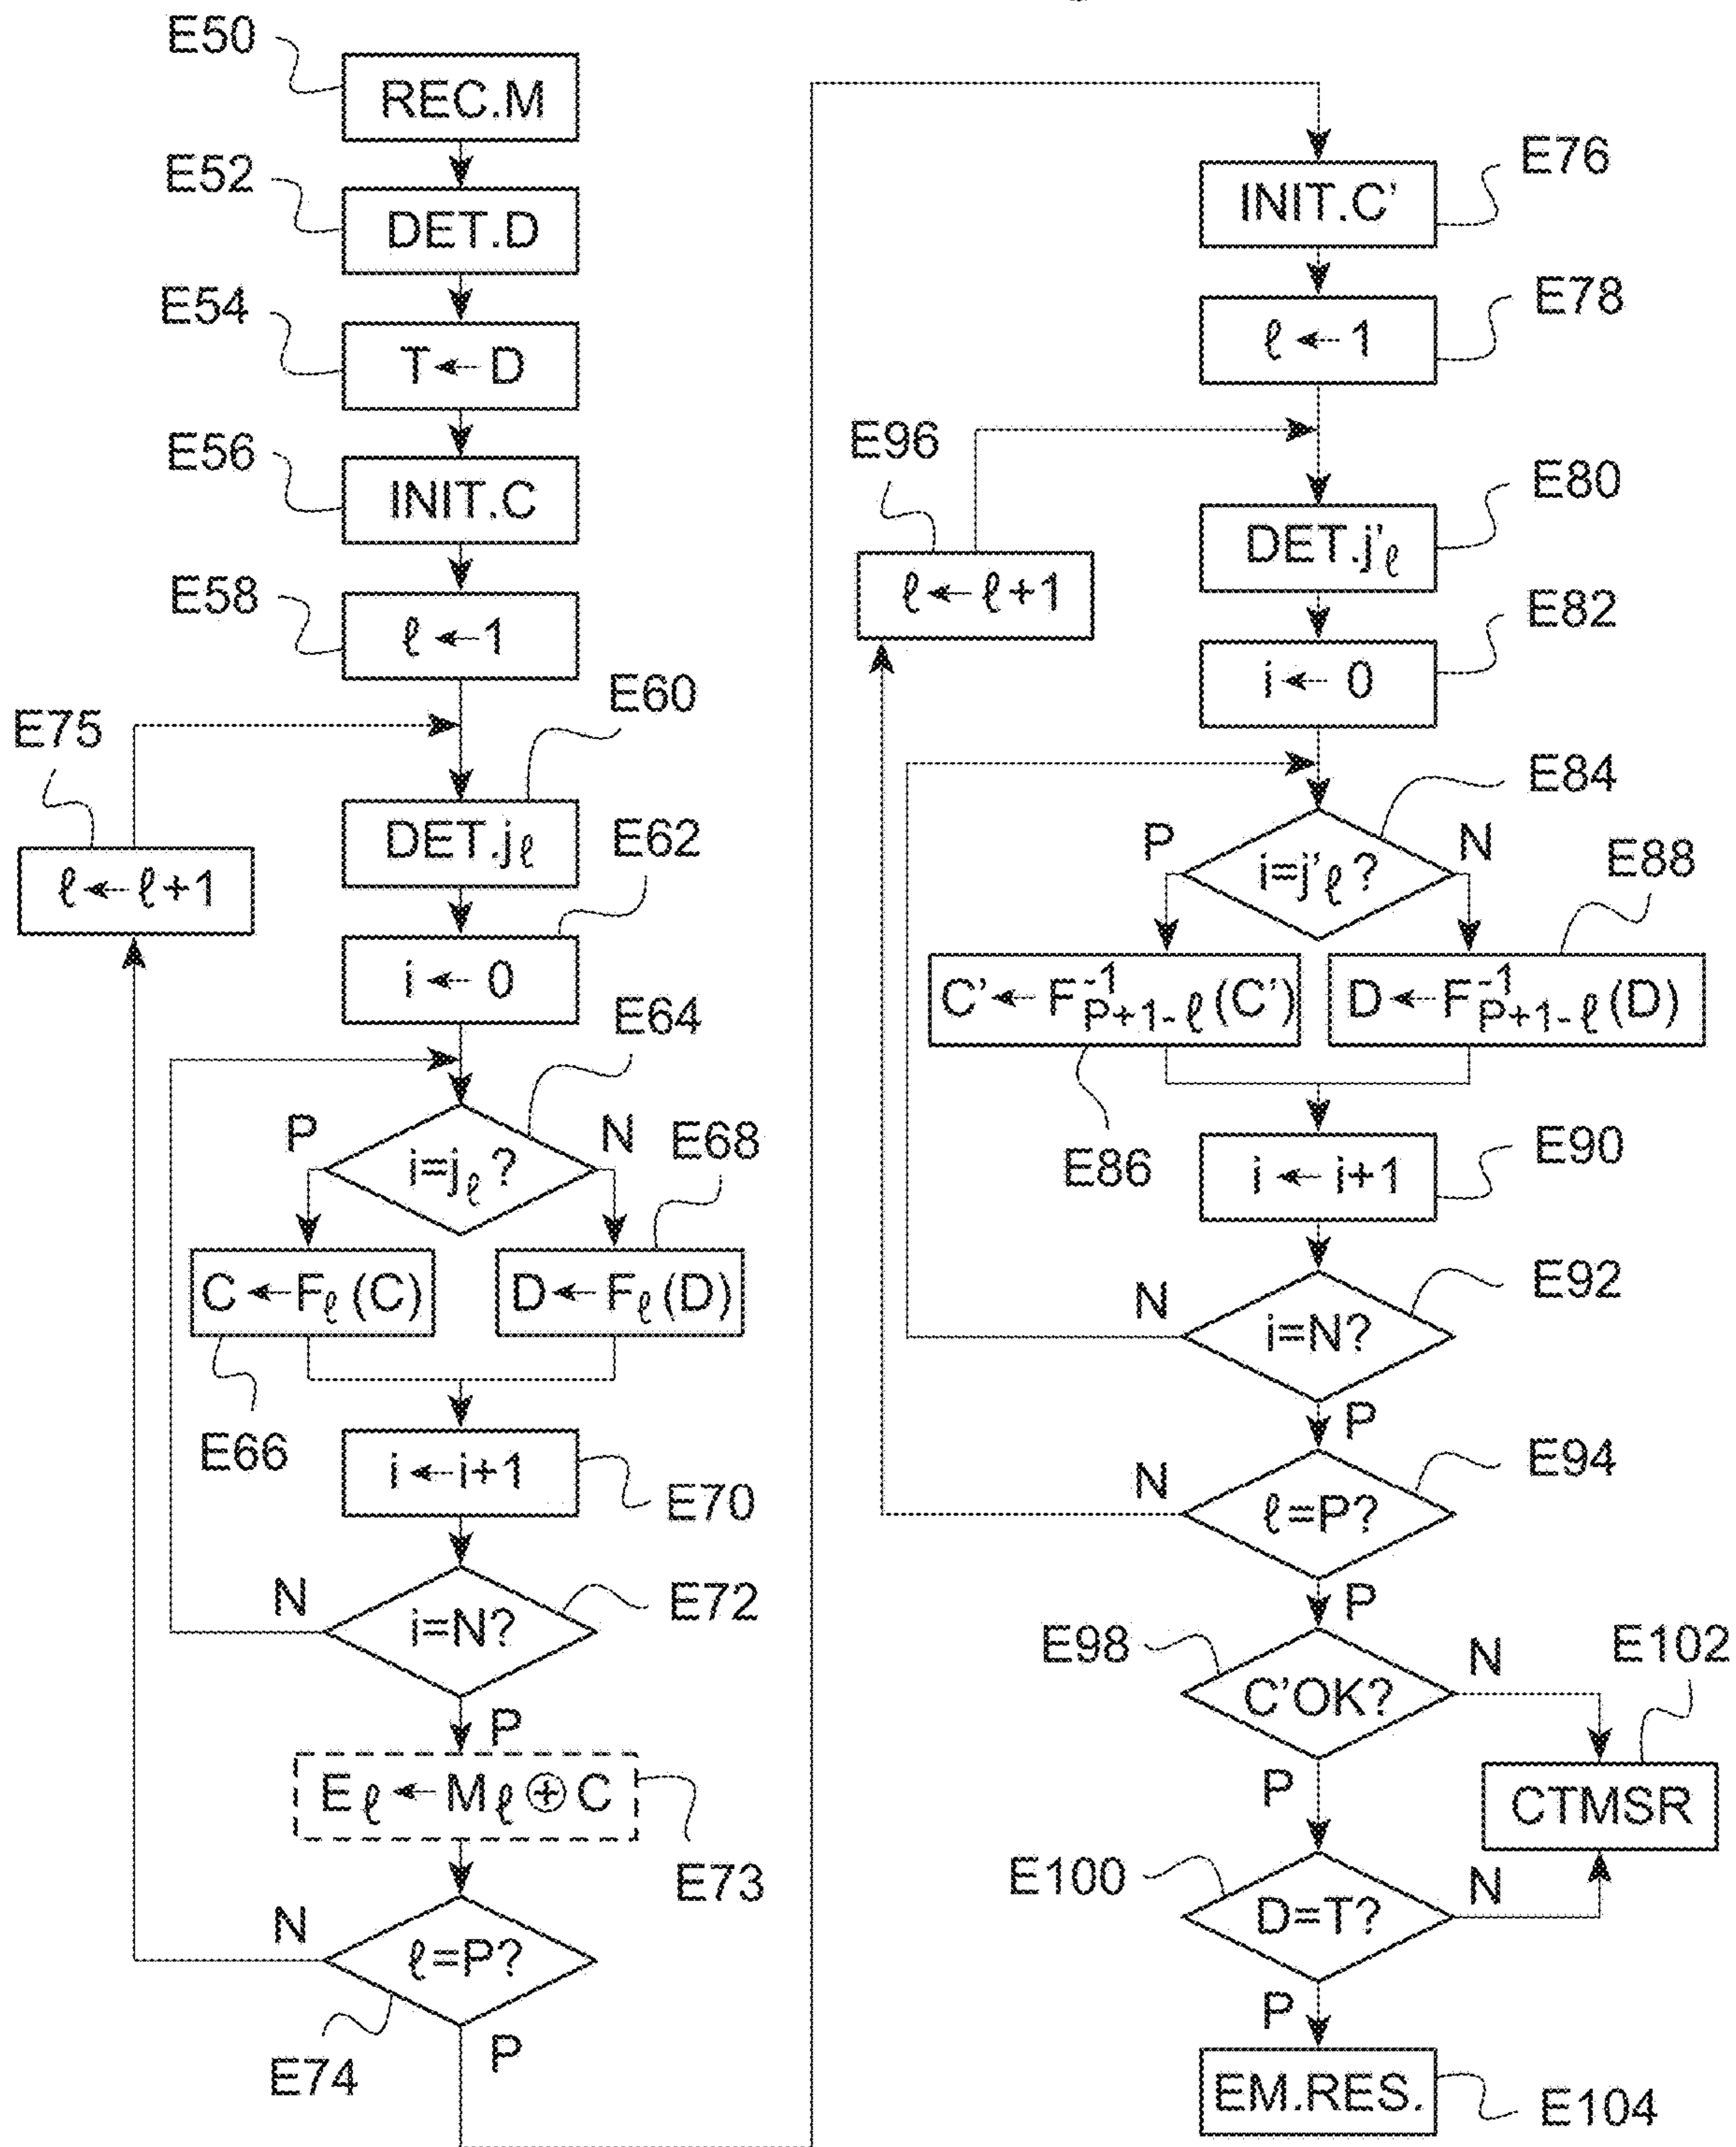 E50
REC.M
E52
DET.D
E54
T←D
E56
INIT.C
E58
ℓ←1
E75
ℓ←ℓ+1
E60
DET.jℓ
E62
i←0
E64
P
N
i=jℓ?
E68
C←Fℓ(C)
D←Fℓ(D)
E66
i←i+1
E70
N
i=N?
E72
P
Eℓ←Mℓ⊕C
E73
N
ℓ=P?
E74
P
INIT.C'
E76
ℓ←1
E78
E96
ℓ←ℓ+1
DET.j'ℓ
E80
i←0
E82
E84
P
N
i=j'ℓ?
E88
C'←F⁻¹P+1-ℓ(C')
D←F⁻¹P+1-ℓ(D)
E86
i←i+1
E90
N
i=N?
E92
P
N
ℓ=P?
E94
P
E98
C'OK?
N
E102
CTMSR
P
E100
D=T?
N
P
EM.RES.
E104